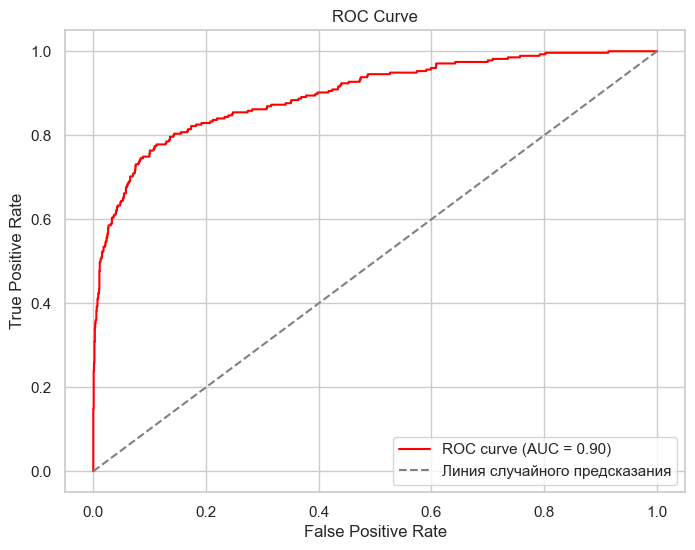 ROC Curve
1.0
0.8
0.6
0.4
0.2
0.0
True Positive Rate
ROC curve (AUC = 0.90)
Линия случайного предсказания
0.0 0.2 0.4 0.6 0.8 1.0
False Positive Rate